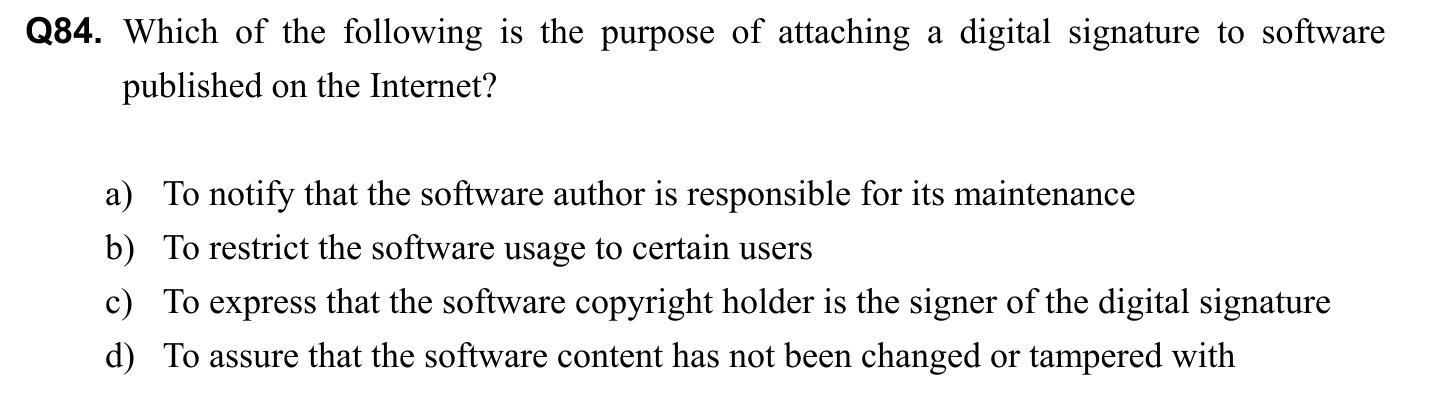 Q84. Which of the following is the purpose of attaching a digital signature to software
published on the Internet?
a) To notify that the software author is responsible for its maintenance
b) To restrict the software usage to certain users
c) To express that the software copyright holder is the signer of the digital signature
d) To assure that the software content has not been changed or tampered with